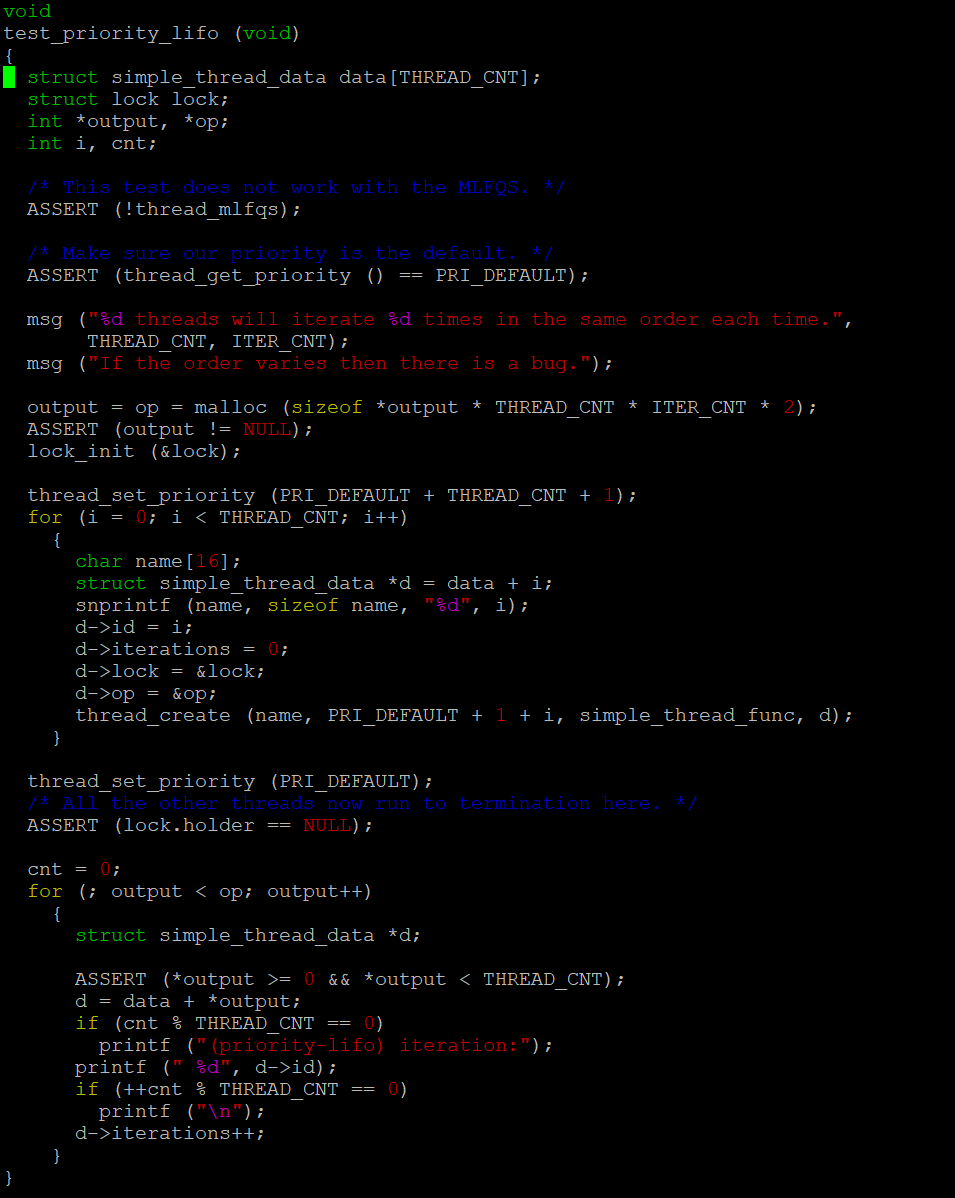 void
test_priority_lifo (void)
{
  struct simple_thread_data data[THREAD_CNT];
  struct lock lock;
  int *output, *op;
  int i, cnt;

  /* This test does not work with the MLFQS. */
  ASSERT (!thread_mlfqs);

  /* Make sure our priority is the default. */
  ASSERT (thread_get_priority () == PRI_DEFAULT);

  msg ("%d threads will iterate %d times in the same order each time.",
       THREAD_CNT, ITER_CNT);
  msg ("If the order varies then there is a bug.");

  output = op = malloc (sizeof *output * THREAD_CNT * ITER_CNT * 2);
  ASSERT (output != NULL);
  lock_init (&lock);

  thread_set_priority (PRI_DEFAULT + THREAD_CNT + 1);
  for (i = 0; i < THREAD_CNT; i++)
    {
      char name[16];
      struct simple_thread_data *d = data + i;
      snprintf (name, sizeof name, "%d", i);
      d->id = i;
      d->iterations = 0;
      d->lock = &lock;
      d->op = &op;
      thread_create (name, PRI_DEFAULT + 1 + i, simple_thread_func, d);
    }

  thread_set_priority (PRI_DEFAULT);
  /* All the other threads now run to termination here. */
  ASSERT (lock.holder == NULL);

  cnt = 0;
  for (; output < op; output++)
    {
      struct simple_thread_data *d;

      ASSERT (*output >= 0 && *output < THREAD_CNT);
      d = data + *output;
      if (cnt % THREAD_CNT == 0)
        printf ("(priority-lifo) iteration:");
      printf (" %d", d->id);
      if (++cnt % THREAD_CNT == 0)
        printf ("\n");
      d->iterations++;
    }
}